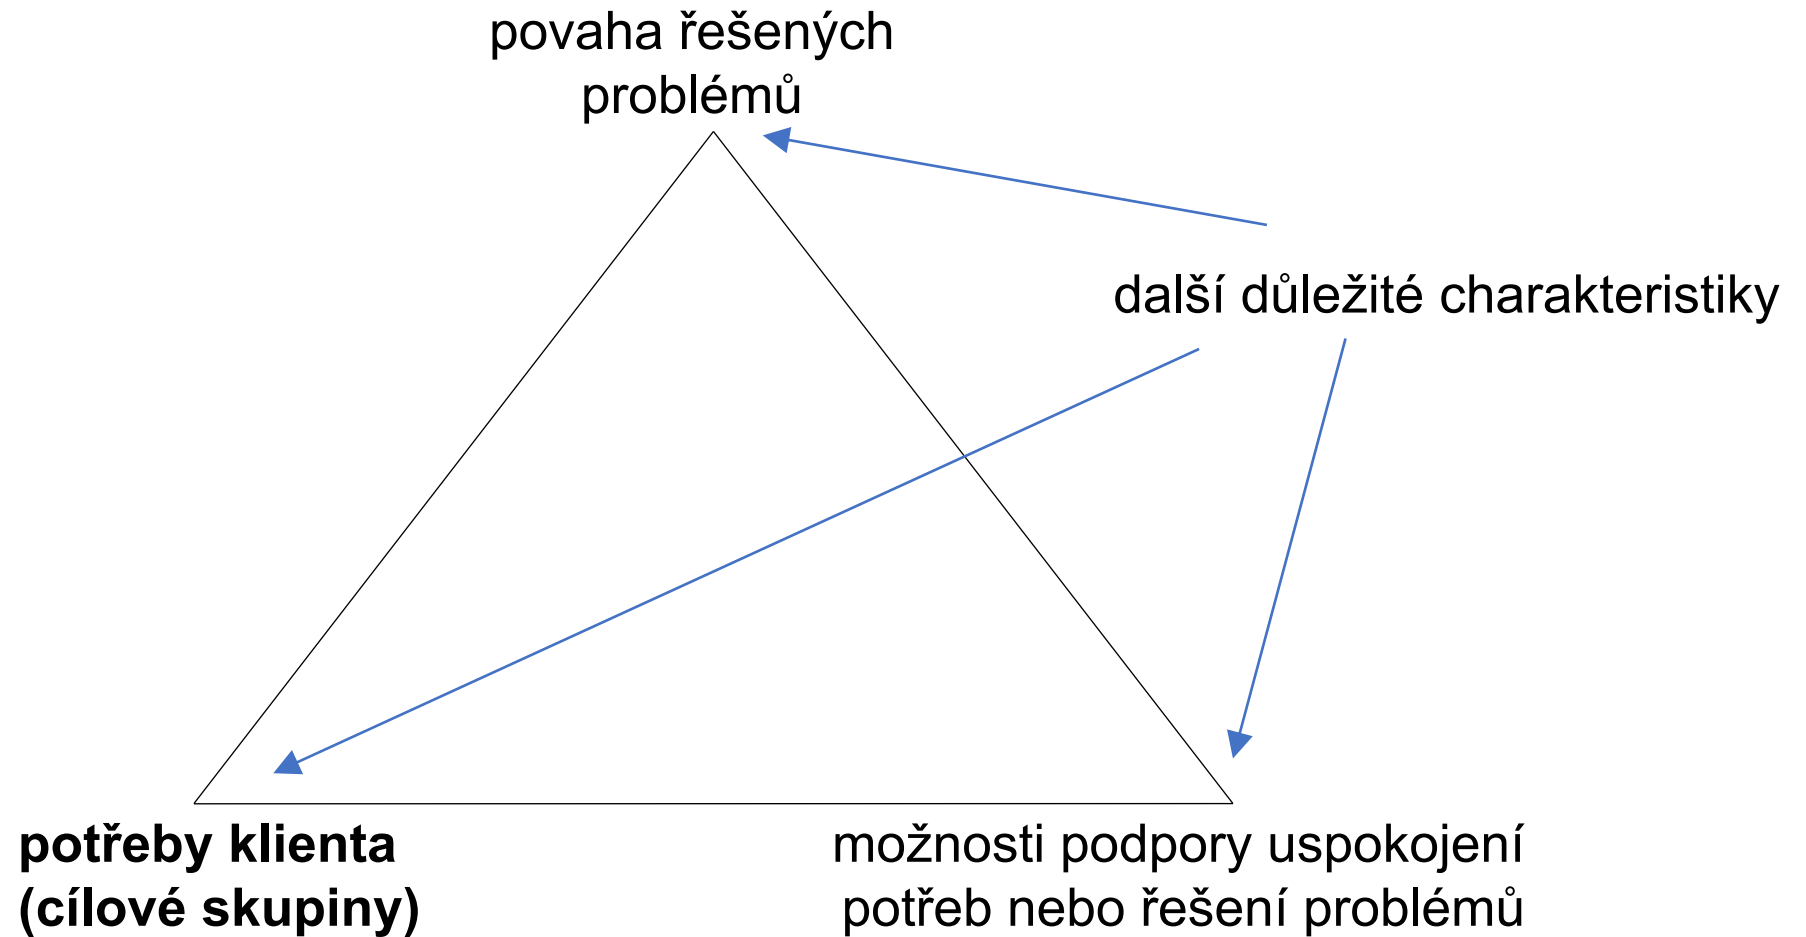 povaha řešených
problémů
další důležité charakteristiky
potřeby klienta
(cílové skupiny)
možnosti podpory uspokojení
potřeb nebo řešení problémů